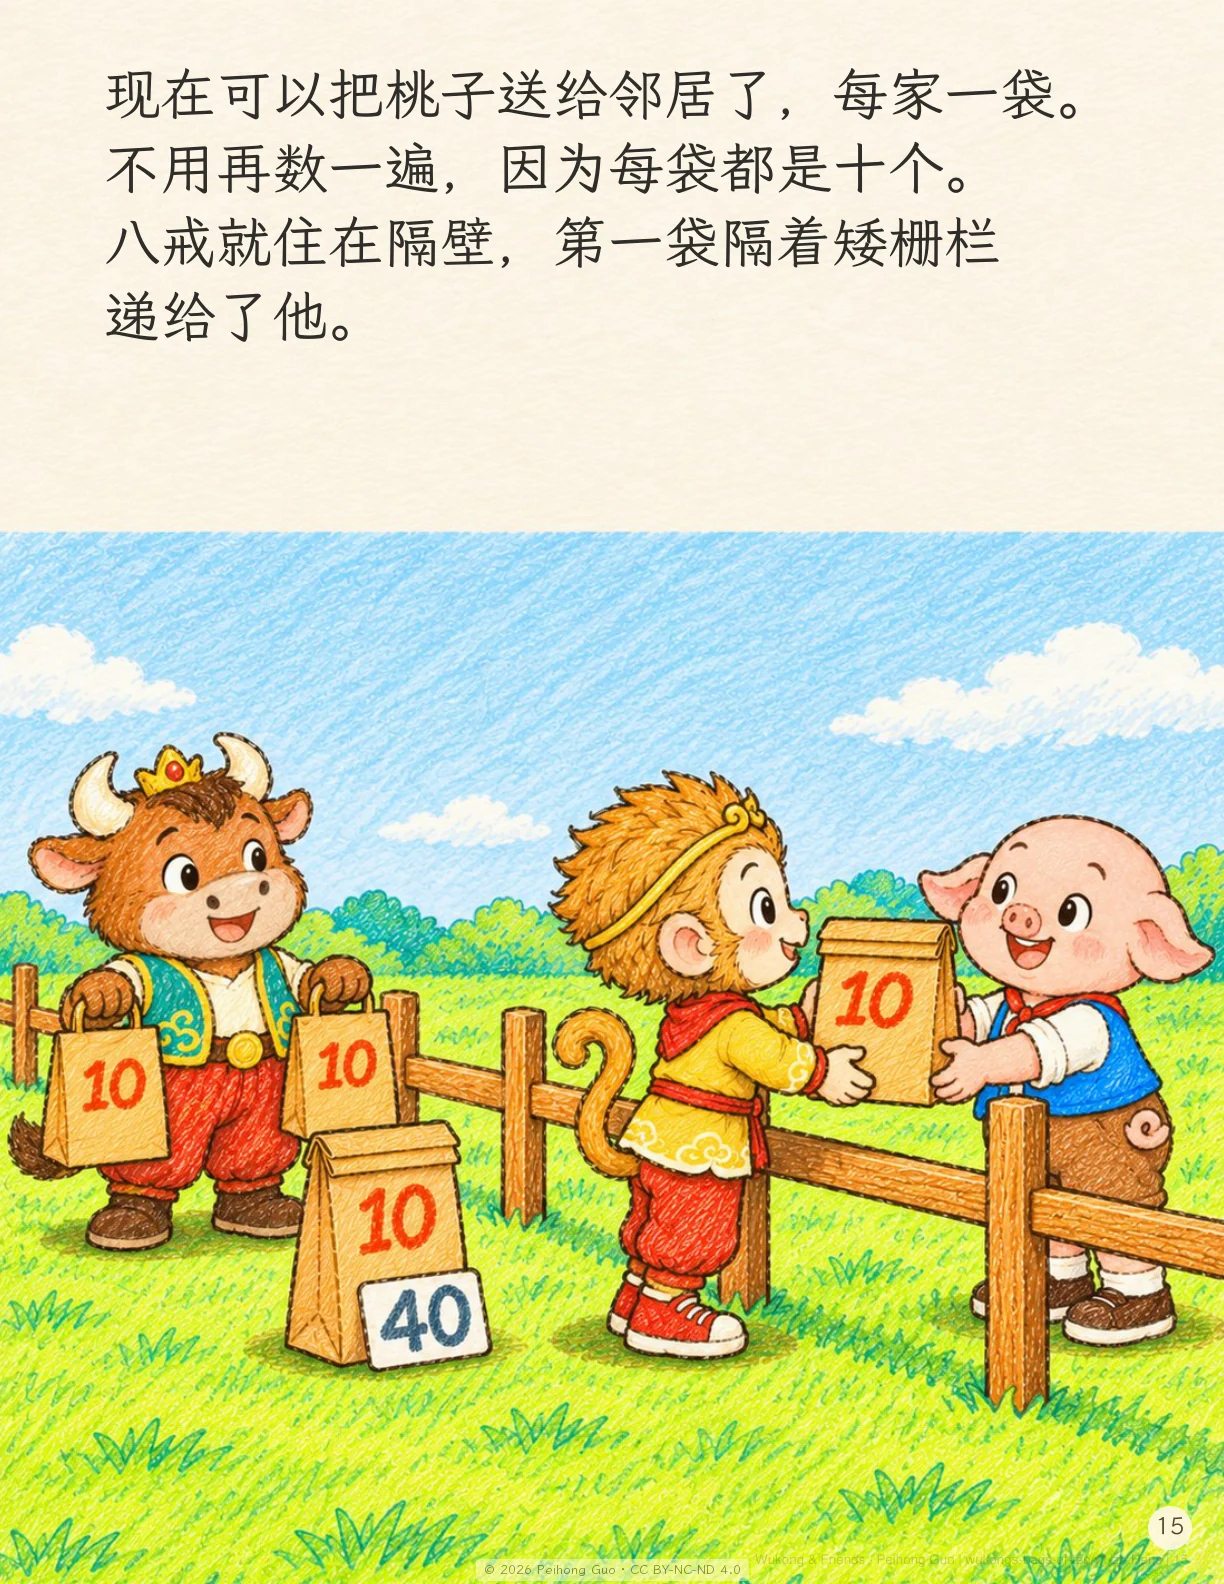 现在可以把桃子送给邻居了，每家一袋。
不用再数一遍，因为每袋都是十个。
八戒就住在隔壁，第一袋隔着矮栅栏
递给了他。
10
10
10
10
40
15
© 2026 Peihong Guo · CC BY-NC-ND 4.0
Wukong & Friends
Peihong Guo